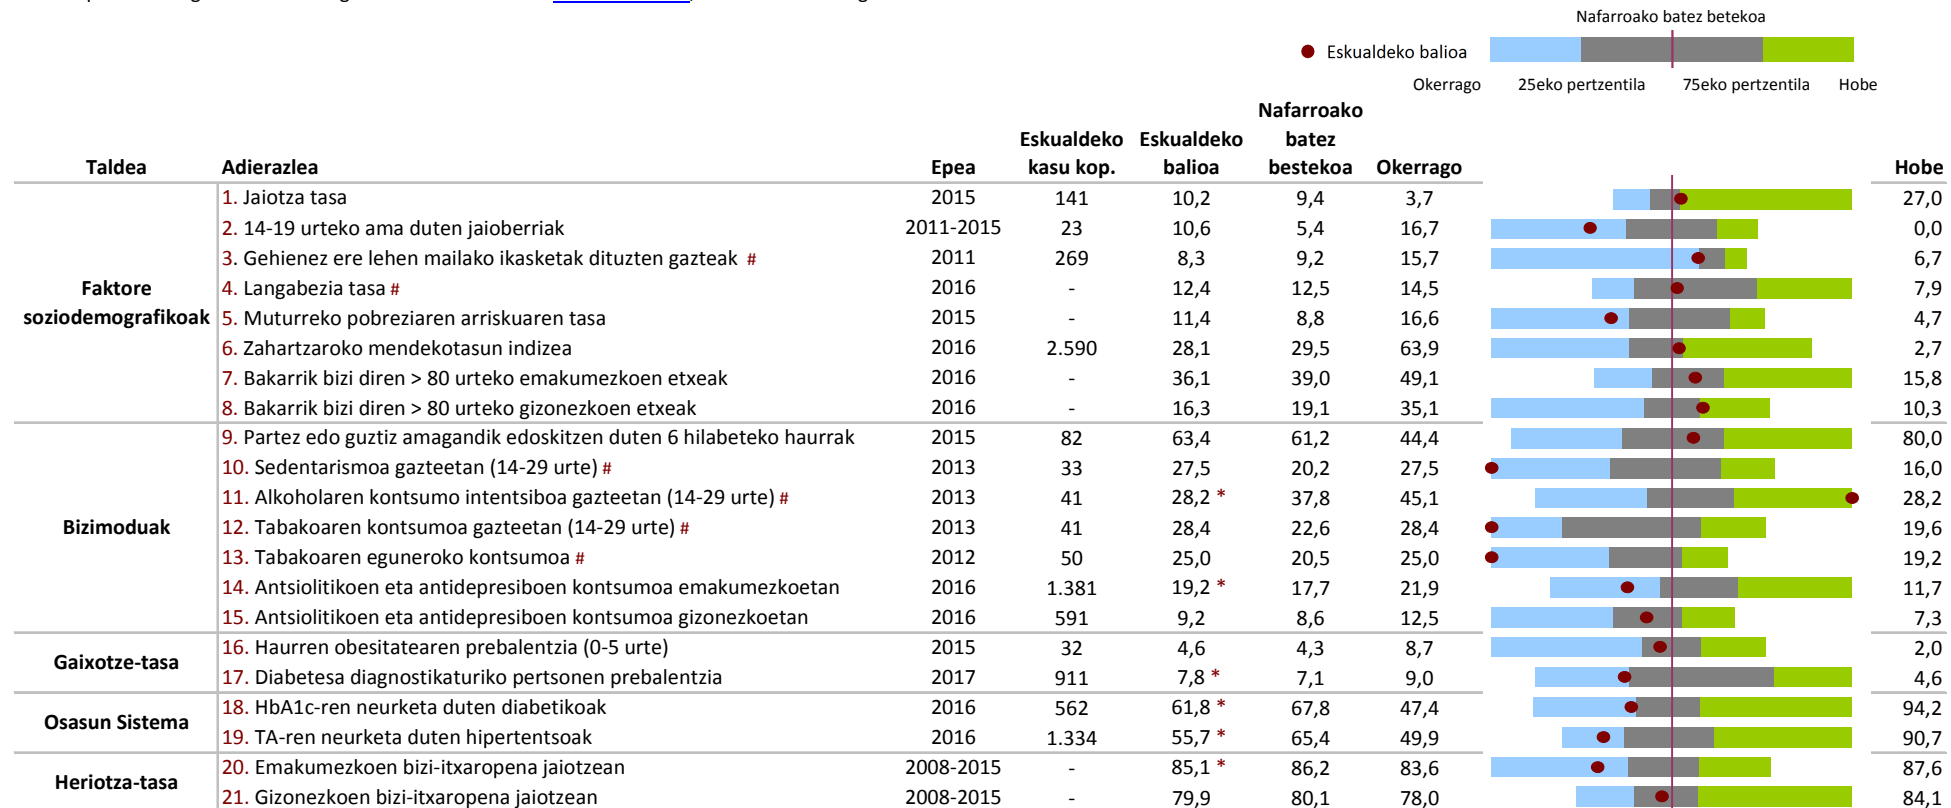 Nafarroako batez betekoa
Eskualdeko balioa
Okerrago 25eko pertzentila 75eko pertzentila Hobe
Taldea Adierazlea Epea Eskualdeko kasu kop. Eskualdeko balioa Nafarroako batez bestekoa Okerrago Hobe
Faktore soziodemografikoak
1. Jaiotza tasa 2015 141 10,2 9,4 3,7 27,0
2. 14-19 urteko ama duten jaioberriak 2011-2015 23 10,6 5,4 16,7 0,0
3. Gehienez ere lehen mailako ikasketak dituzten gazteak # 2011 269 8,3 9,2 15,7 6,7
4. Langabezia tasa # 2016 - 12,4 12,5 14,5 7,9
5. Muturreko pobreziaren arriskuaren tasa 2015 - 11,4 8,8 16,6 4,7
6. Zahartzaroko mendekotasun indizea 2016 2.590 28,1 29,5 63,9 2,7
7. Bakarrik bizi diren > 80 urteko emakumezkoen etxeak 2016 - 36,1 39,0 49,1 15,8
8. Bakarrik bizi diren > 80 urteko gizonezkoen etxeak 2016 - 16,3 19,1 35,1 10,3
Bizimoduak
9. Partez edo guztiz amagandik edoskitzen duten 6 hilabeteko haurrak 2015 82 63,4 61,2 44,4 80,0
10. Sedentarismoa gazteetan (14-29 urte) # 2013 33 27,5 20,2 27,5 16,0
11. Alkoholaren kontsumo intentsiboa gazteetan (14-29 urte) # 2013 41 28,2 * 37,8 45,1 28,2
12. Tabakoaren kontsumoa gazteetan (14-29 urte) # 2013 41 28,4 22,6 28,4 19,6
13. Tabakoaren eguneroko kontsumoa # 2012 50 25,0 20,5 25,0 19,2
14. Antsiolitikoen eta antidepresiboen kontsumoa emakumezkoetan 2016 1.381 19,2 * 17,7 21,9 11,7
15. Antsiolitikoen eta antidepresiboen kontsumoa gizonezkoetan 2016 591 9,2 8,6 12,5 7,3
Gaixotze-tasa
16. Haurren obesitatearen prebalentzia (0-5 urte) 2015 32 4,6 4,3 8,7 2,0
17. Diabetesa diagnostikaturiko pertsonen prebalentzia 2017 911 7,8 * 7,1 9,0 4,6
Osasun Sistema
18. HbA1c-ren neurketa duten diabetikoak 2016 562 61,8 * 67,8 47,4 94,2
19. TA-ren neurketa duten hipertentsoak 2016 1.334 55,7 * 65,4 49,9 90,7
Heriotza-tasa
20. Emakumezkoen bizi-itxaropena jaiotzean 2008-2015 - 85,1 * 86,2 83,6 87,6
21. Gizonezkoen bizi-itxaropena jaiotzean 2008-2015 - 79,9 80,1 78,0 84,1